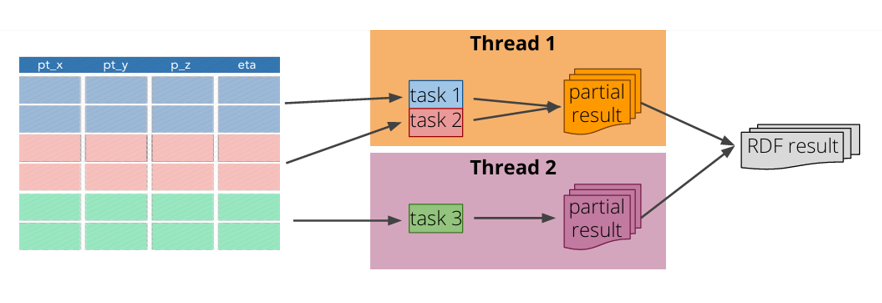 pt_x pt_y p_z eta
Thread 1
task 1
task 2
partial
result
Thread 2
task 3
partial
result
RDF result